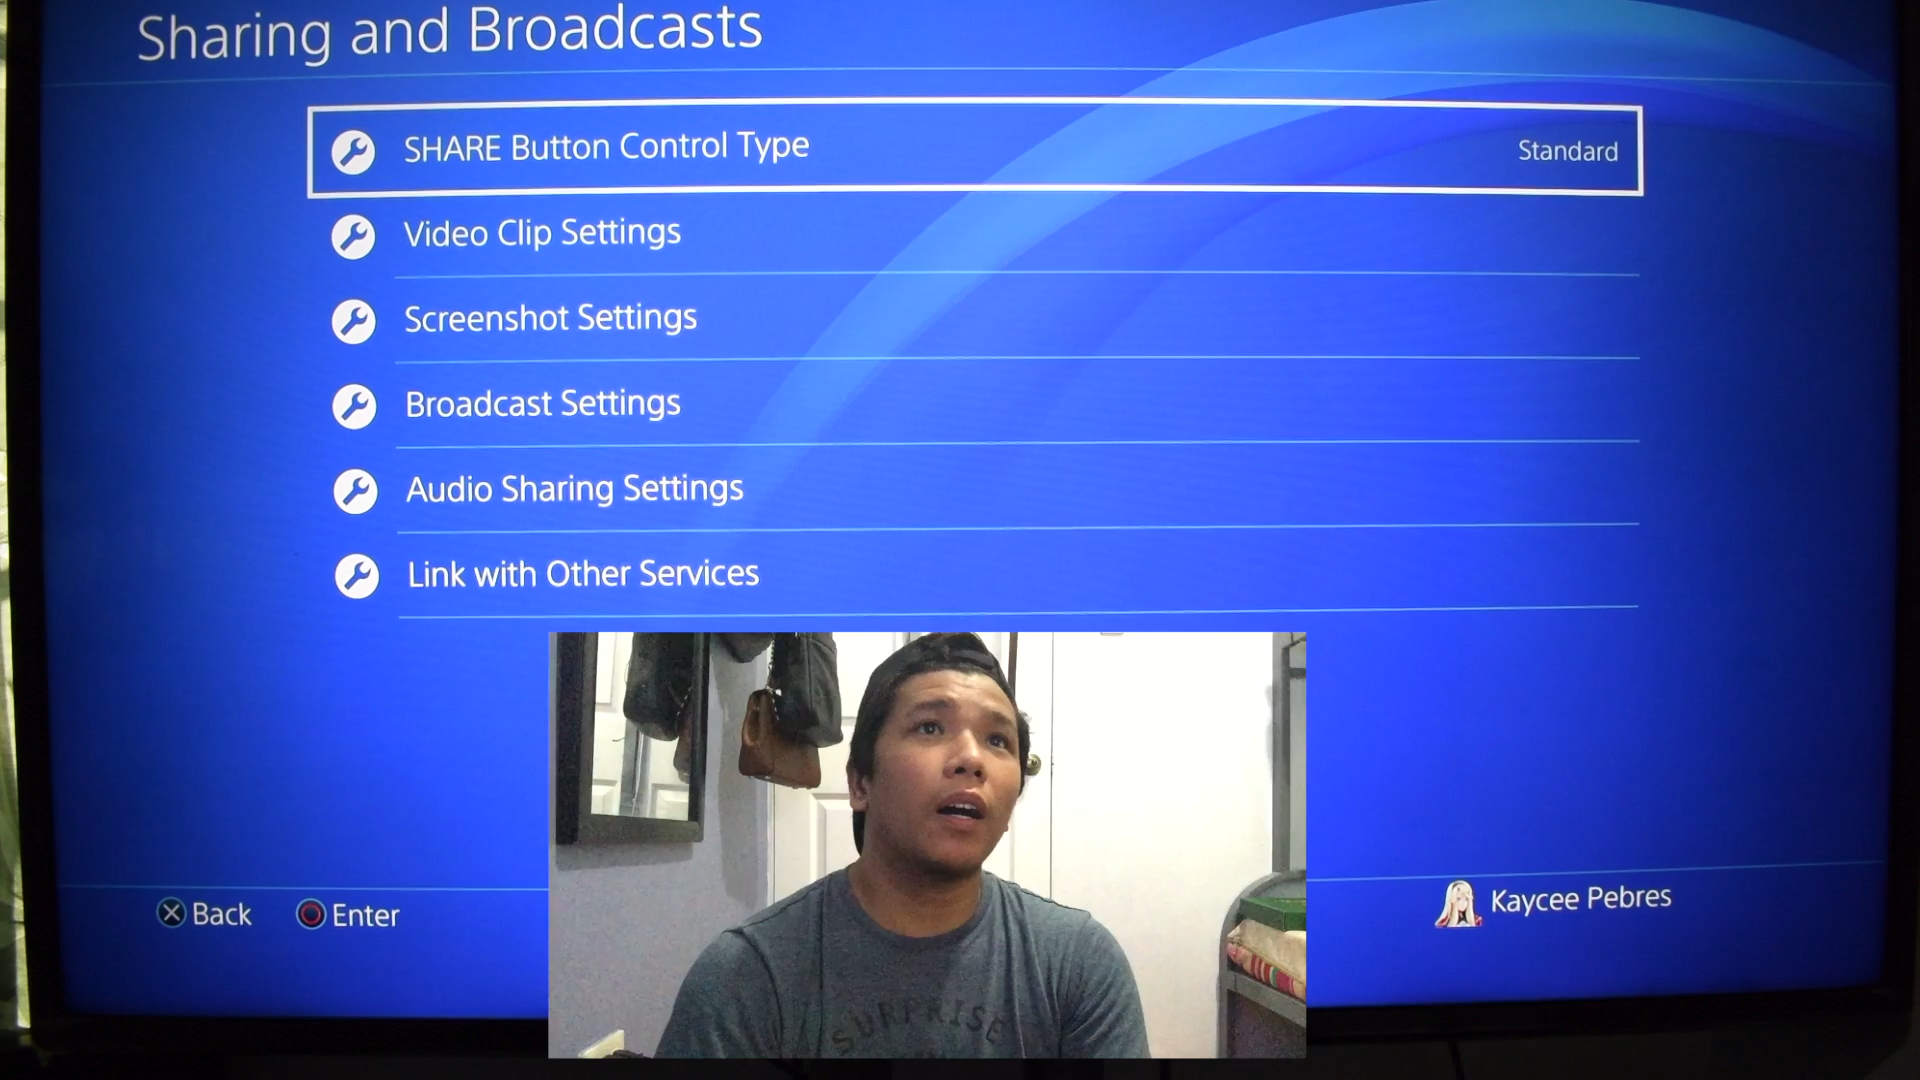 Sharing and Broadcasts
SHARE Button Control Type
Standard
Video Clip Settings
Screenshot Settings
Broadcast Settings
Audio Sharing Settings
Link with Other Services
Back
Enter
Kaycee Pebres
SURPRISE